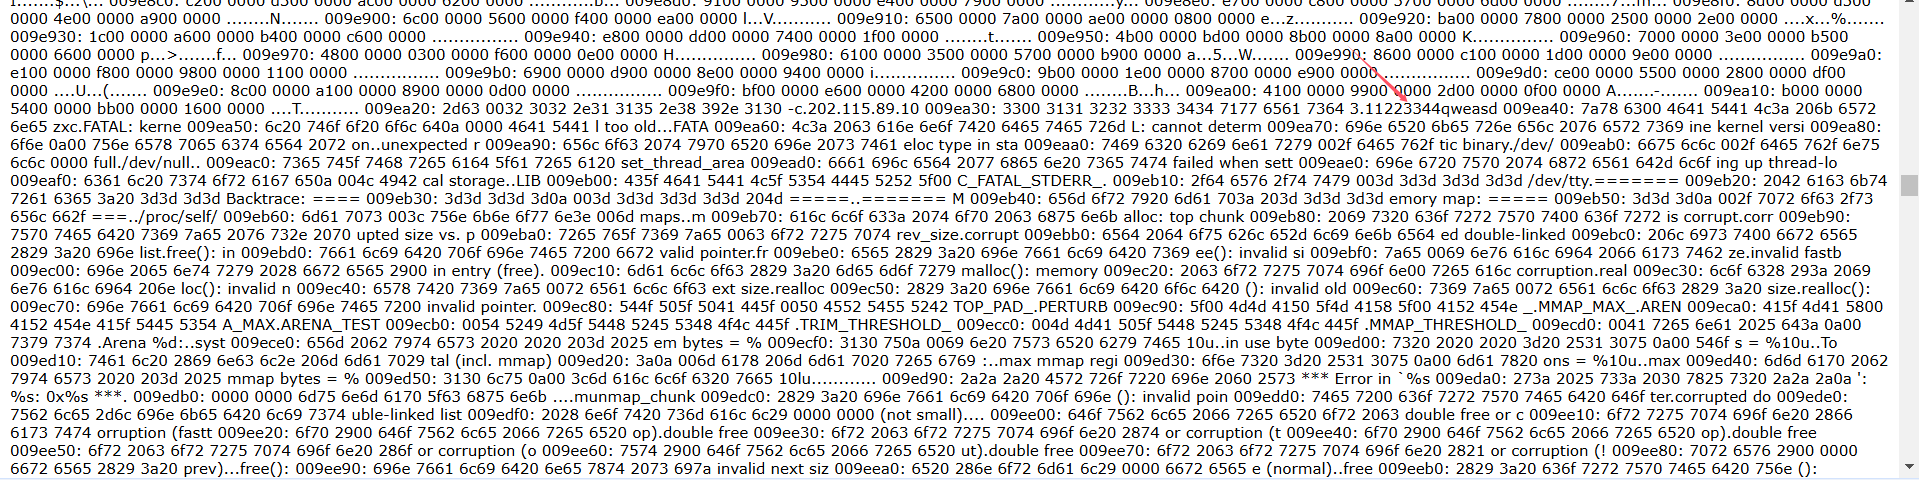 I.......$...\... 009e8c0: c200 0000 d300 0000 ac00 0000 6200 0000 ............b... 009e8d0: 9100 0000 9300 0000 e400 0000 7900 0000 ............y... 009e8e0: e700 0000 c800 0000 3700 0000 6d00 0000 ........7...m... 009e8f0: 8d00 0000 d300
0000 4e00 0000 a900 0000 ........N....... 009e900: 6c00 0000 5600 0000 f400 0000 ea00 0000 l...V........... 009e910: 6500 0000 7a00 0000 ae00 0000 0800 0000 e...z........... 009e920: ba00 0000 7800 0000 2500 0000 2e00 0000 ....x...%.......
009e930: 1c00 0000 a600 0000 b400 0000 c600 0000 ................ 009e940: e800 0000 dd00 0000 7400 0000 1f00 0000 ........t....... 009e950: 4b00 0000 bd00 0000 8b00 0000 8a00 0000 K............... 009e960: 7000 0000 3e00 0000 b500
0000 6600 0000 p...>.......f... 009e970: 4800 0000 0300 0000 f600 0000 0e00 0000 H............... 009e980: 6100 0000 3500 0000 5700 0000 b900 0000 a...5...W....... 009e990: 8600 0000 c100 0000 1d00 0000 9e00 0000 ................ 009e9a0:
e100 0000 f800 0000 9800 0000 1100 0000 ................ 009e9b0: 6900 0000 d900 0000 8e00 0000 9400 0000 i............... 009e9c0: 9b00 0000 1e00 0000 8700 0000 e900 0000 ................ 009e9d0: ce00 0000 5500 0000 2800 0000 df00
0000 ....U...(....... 009e9e0: 8c00 0000 a100 0000 8900 0000 0d00 0000 ................ 009e9f0: bf00 0000 e600 0000 4200 0000 6800 0000 ........B...h... 009ea00: 4100 0000 9900 0000 2d00 0000 0f00 0000 A.......-....... 009ea10: b000 0000
5400 0000 bb00 0000 1600 0000 ....T........... 009ea20: 2d63 0032 3032 2e31 3135 2e38 392e 3130 -c.202.115.89.10 009ea30: 3300 3131 3232 3333 3434 7177 6561 7364 3.11223344qweasd 009ea40: 7a78 6300 4641 5441 4c3a 206b 6572
6e65 zxc.FATAL: kerne 009ea50: 6c20 746f 6f20 6f6c 640a 0000 4641 5441 l too old...FATA 009ea60: 4c3a 2063 616e 6e6f 7420 6465 7465 726d L: cannot determ 009ea70: 696e 6520 6b65 726e 656c 2076 6572 7369 ine kernel versi 009ea80:
6f6e 0a00 756e 6578 7065 6374 6564 2072 on..unexpected r 009ea90: 656c 6f63 2074 7970 6520 696e 2073 7461 eloc type in sta 009eaa0: 7469 6320 6269 6e61 7279 002f 6465 762f tic binary./dev/ 009eab0: 6675 6c6c 002f 6465 762f 6e75
6c6c 0000 full./dev/null.. 009eac0: 7365 745f 7468 7265 6164 5f61 7265 6120 set_thread_area 009ead0: 6661 696c 6564 2077 6865 6e20 7365 7474 failed when sett 009eae0: 696e 6720 7570 2074 6872 6561 642d 6c6f ing up thread-lo
009eaf0: 6361 6c20 7374 6f72 6167 650a 004c 4942 cal storage..LIB 009eb00: 435f 4641 5441 4c5f 5354 4445 5252 5f00 C_FATAL_STDERR_. 009eb10: 2f64 6576 2f74 7479 003d 3d3d 3d3d 3d3d /dev/tty.======= 009eb20: 2042 6163 6b74
7261 6365 3a20 3d3d 3d3d Backtrace: ==== 009eb30: 3d3d 3d3d 3d0a 003d 3d3d 3d3d 3d3d 204d =====..======= M 009eb40: 656d 6f72 7920 6d61 703a 203d 3d3d 3d3d emory map: ===== 009eb50: 3d3d 3d0a 002f 7072 6f63 2f73
656c 662f ===../proc/self/ 009eb60: 6d61 7073 003c 756e 6b6e 6f77 6e3e 006d maps..m 009eb70: 616c 6c6f 633a 2074 6f70 2063 6875 6e6b alloc: top chunk 009eb80: 2069 7320 636f 7272 7570 7400 636f 7272 is corrupt.corr 009eb90:
7570 7465 6420 7369 7a65 2076 732e 2070 upted size vs. p 009eba0: 7265 765f 7369 7a65 0063 6f72 7275 7074 rev_size.corrupt 009ebb0: 6564 2064 6f75 626c 652d 6c69 6e6b 6564 ed double-linked 009ebc0: 206c 6973 7400 6672 6565
2829 3a20 696e list.free(): in 009ebd0: 7661 6c69 6420 706f 696e 7465 7200 6672 valid pointer.fr 009ebe0: 6565 2829 3a20 696e 7661 6c69 6420 7369 ee(): invalid si 009ebf0: 7a65 0069 6e76 616c 6964 2066 6173 7462 ze.invalid fastb
009ec00: 696e 2065 6e74 7279 2028 6672 6565 2900 in entry (free). 009ec10: 6d61 6c6c 6f63 2829 3a20 6d65 6d6f 7279 malloc(): memory 009ec20: 2063 6f72 7275 7074 696f 6e00 7265 616c corruption.real 009ec30: 6c6f 6328 293a 2069
6e76 616c 6964 206e loc(): invalid n 009ec40: 6578 7420 7369 7a65 0072 6561 6c6c 6f63 ext size.realloc 009ec50: 2829 3a20 696e 7661 6c69 6420 6f6c 6420 (): invalid old 009ec60: 7369 7a65 0072 6561 6c6c 6f63 2829 3a20 size.realloc():
009ec70: 696e 7661 6c69 6420 706f 696e 7465 7200 invalid pointer. 009ec80: 544f 505f 5041 445f 0050 4552 5455 5242 TOP_PAD_.PERTURB 009ec90: 5f00 4d4d 4150 5f4d 4158 5f00 4152 454e _.MMAP_MAX_.AREN 009eca0: 415f 4d41 5800
4152 454e 415f 5445 5354 A_MAX.ARENA_TEST 009ecb0: 0054 5249 4d5f 5448 5245 5348 4f4c 445f .TRIM_THRESHOLD_ 009ecc0: 004d 4d41 505f 5448 5245 5348 4f4c 445f .MMAP_THRESHOLD_ 009ecd0: 0041 7265 6e61 2025 643a 0a00
7379 7374 .Arena %d:..syst 009ece0: 656d 2062 7974 6573 2020 2020 203d 2025 em bytes = % 009ecf0: 3130 750a 0069 6e20 7573 6520 6279 7465 10u..in use byte 009ed00: 7320 2020 2020 3d20 2531 3075 0a00 546f s = %10u..To
009ed10: 7461 6c20 2869 6e63 6c2e 206d 6d61 7029 tal (incl. mmap) 009ed20: 3a0a 006d 6178 206d 6d61 7020 7265 6769 :..max mmap regi 009ed30: 6f6e 7320 3d20 2531 3075 0a00 6d61 7820 ons = %10u..max 009ed40: 6d6d 6170 2062
7974 6573 2020 203d 2025 mmap bytes = % 009ed50: 3130 6c75 0a00 3c6d 616c 6c6f 6320 7665 10lu............ 009ed90: 2a2a 2a20 4572 726f 7220 696e 2060 2573 *** Error in `%s 009eda0: 273a 2025 733a 2030 7825 7320 2a2a 2a0a ':
%s: 0x%s ***. 009edb0: 0000 0000 6d75 6e6d 6170 5f63 6875 6e6b ....munmap_chunk 009edc0: 2829 3a20 696e 7661 6c69 6420 706f 696e (): invalid poin 009edd0: 7465 7200 636f 7272 7570 7465 6420 646f ter.corrupted do 009ede0:
7562 6c65 2d6c 696e 6b65 6420 6c69 7374 uble-linked list 009edf0: 2028 6e6f 7420 736d 616c 6c29 0000 0000 (not small).... 009ee00: 646f 7562 6c65 2066 7265 6520 6f72 2063 double free or c 009ee10: 6f72 7275 7074 696f 6e20 2866
6173 7474 orruption (fastt 009ee20: 6f70 2900 646f 7562 6c65 2066 7265 6520 op).double free 009ee30: 6f72 2063 6f72 7275 7074 696f 6e20 2874 or corruption (t 009ee40: 6f70 2900 646f 7562 6c65 2066 7265 6520 op).double free
009ee50: 6f72 2063 6f72 7275 7074 696f 6e20 286f or corruption (o 009ee60: 7574 2900 646f 7562 6c65 2066 7265 6520 ut).double free 009ee70: 6f72 2063 6f72 7275 7074 696f 6e20 2821 or corruption (! 009ee80: 7072 6576 2900 0000
6672 6565 2829 3a20 prev)...free(): 009ee90: 696e 7661 6c69 6420 6e65 7874 2073 697a invalid next siz 009eea0: 6520 286e 6f72 6d61 6c29 0000 6672 6565 e (normal)..free 009eeb0: 2829 3a20 636f 7272 7570 7465 6420 756e ():